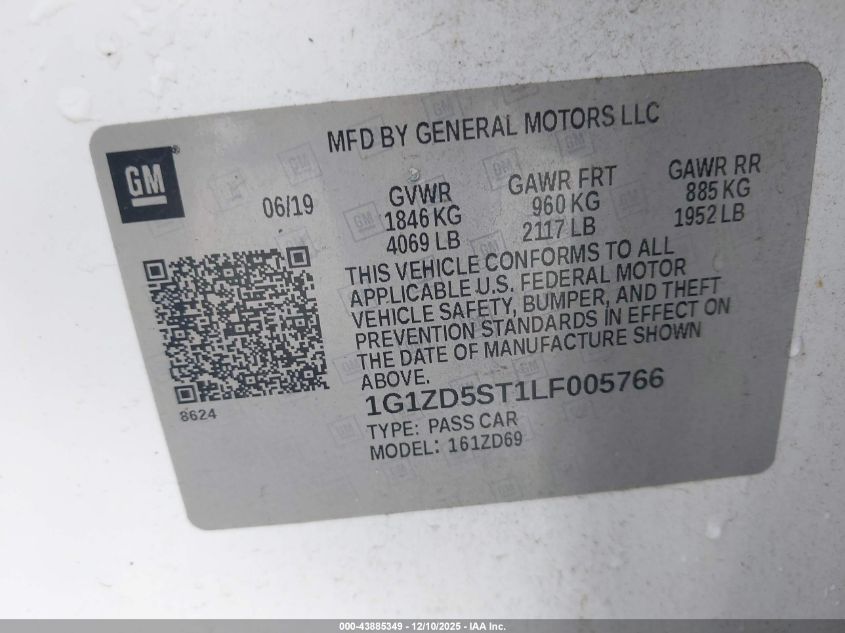 MFD BY GENERAL MOTORS LLC
GM®
06/19
GVWR
1846 KG
4069 LB
GAWR FRT
960 KG
2117 LB
GAWR RR
885 KG
1952 LB
THIS VEHICLE CONFORMS TO ALL
APPLICABLE U.S. FEDERAL MOTOR
VEHICLE SAFETY, BUMPER, AND THEFT
PREVENTION STANDARDS IN EFFECT ON
THE DATE OF MANUFACTURE SHOWN
ABOVE.
8624
1G1ZD5ST1LF005766
TYPE: PASS CAR
MODEL: 161ZD69
000-43885349 - 12/10/2025 - IAA Inc.